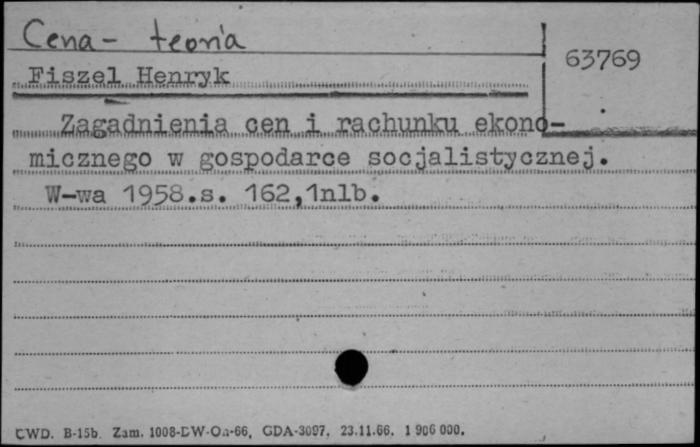 Cena - teoria
63769
Fiszel Henryk
Zagadnienia cen i rachunku ekono-
micznego w gospodarce socjalistycznej.
W-wa 1958.s. 162,1nlb.
CWD. B-15b. Zam. 1008-DW-Oa-66, GDA-3097. 23.11.66. 1 906 000.